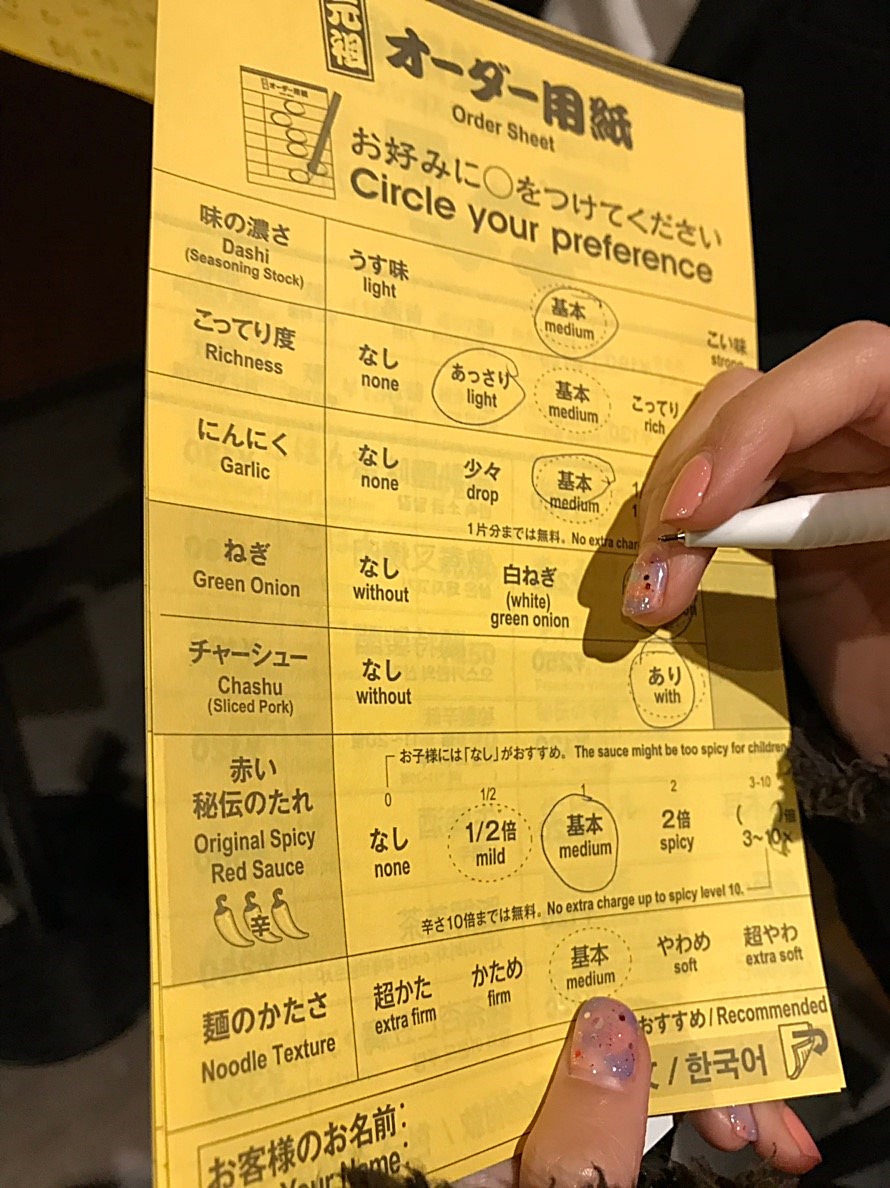 元祖
オーダー用紙
Order Sheet
お好みに○をつけてください
Circle your preference
味の濃さ
Dashi
(Seasoning Stock)
うす味
light
基本
medium
こい味
strong
こってり度
Richness
なし
none
あっさり
light
基本
medium
こってり
rich
にんにく
Garlic
なし
none
少々
drop
基本
medium
1片分までは無料。No extra
ねぎ
Green Onion
なし
without
白ねぎ
(white)
green onion
チャーシュー
Chashu
(Sliced Pork)
なし
without
あり
with
赤い
秘伝のたれ
Original Spicy
Red Sauce
辛
お子様には「なし」がおすすめ。The sauce might be too spicy for children
0
なし
none
1/2
1/2倍
mild
1
基本
medium
2
2倍
spicy
3-10
( )倍
3~10×
辛さ10倍までは無料。No extra charge up to spicy level 10.
麺のかたさ
Noodle Texture
超かた
extra firm
かため
firm
基本
medium
やわめ
soft
超やわ
extra soft
おすすめ/Recommended
/ 한국어
お客様のお名前:
Your Name: